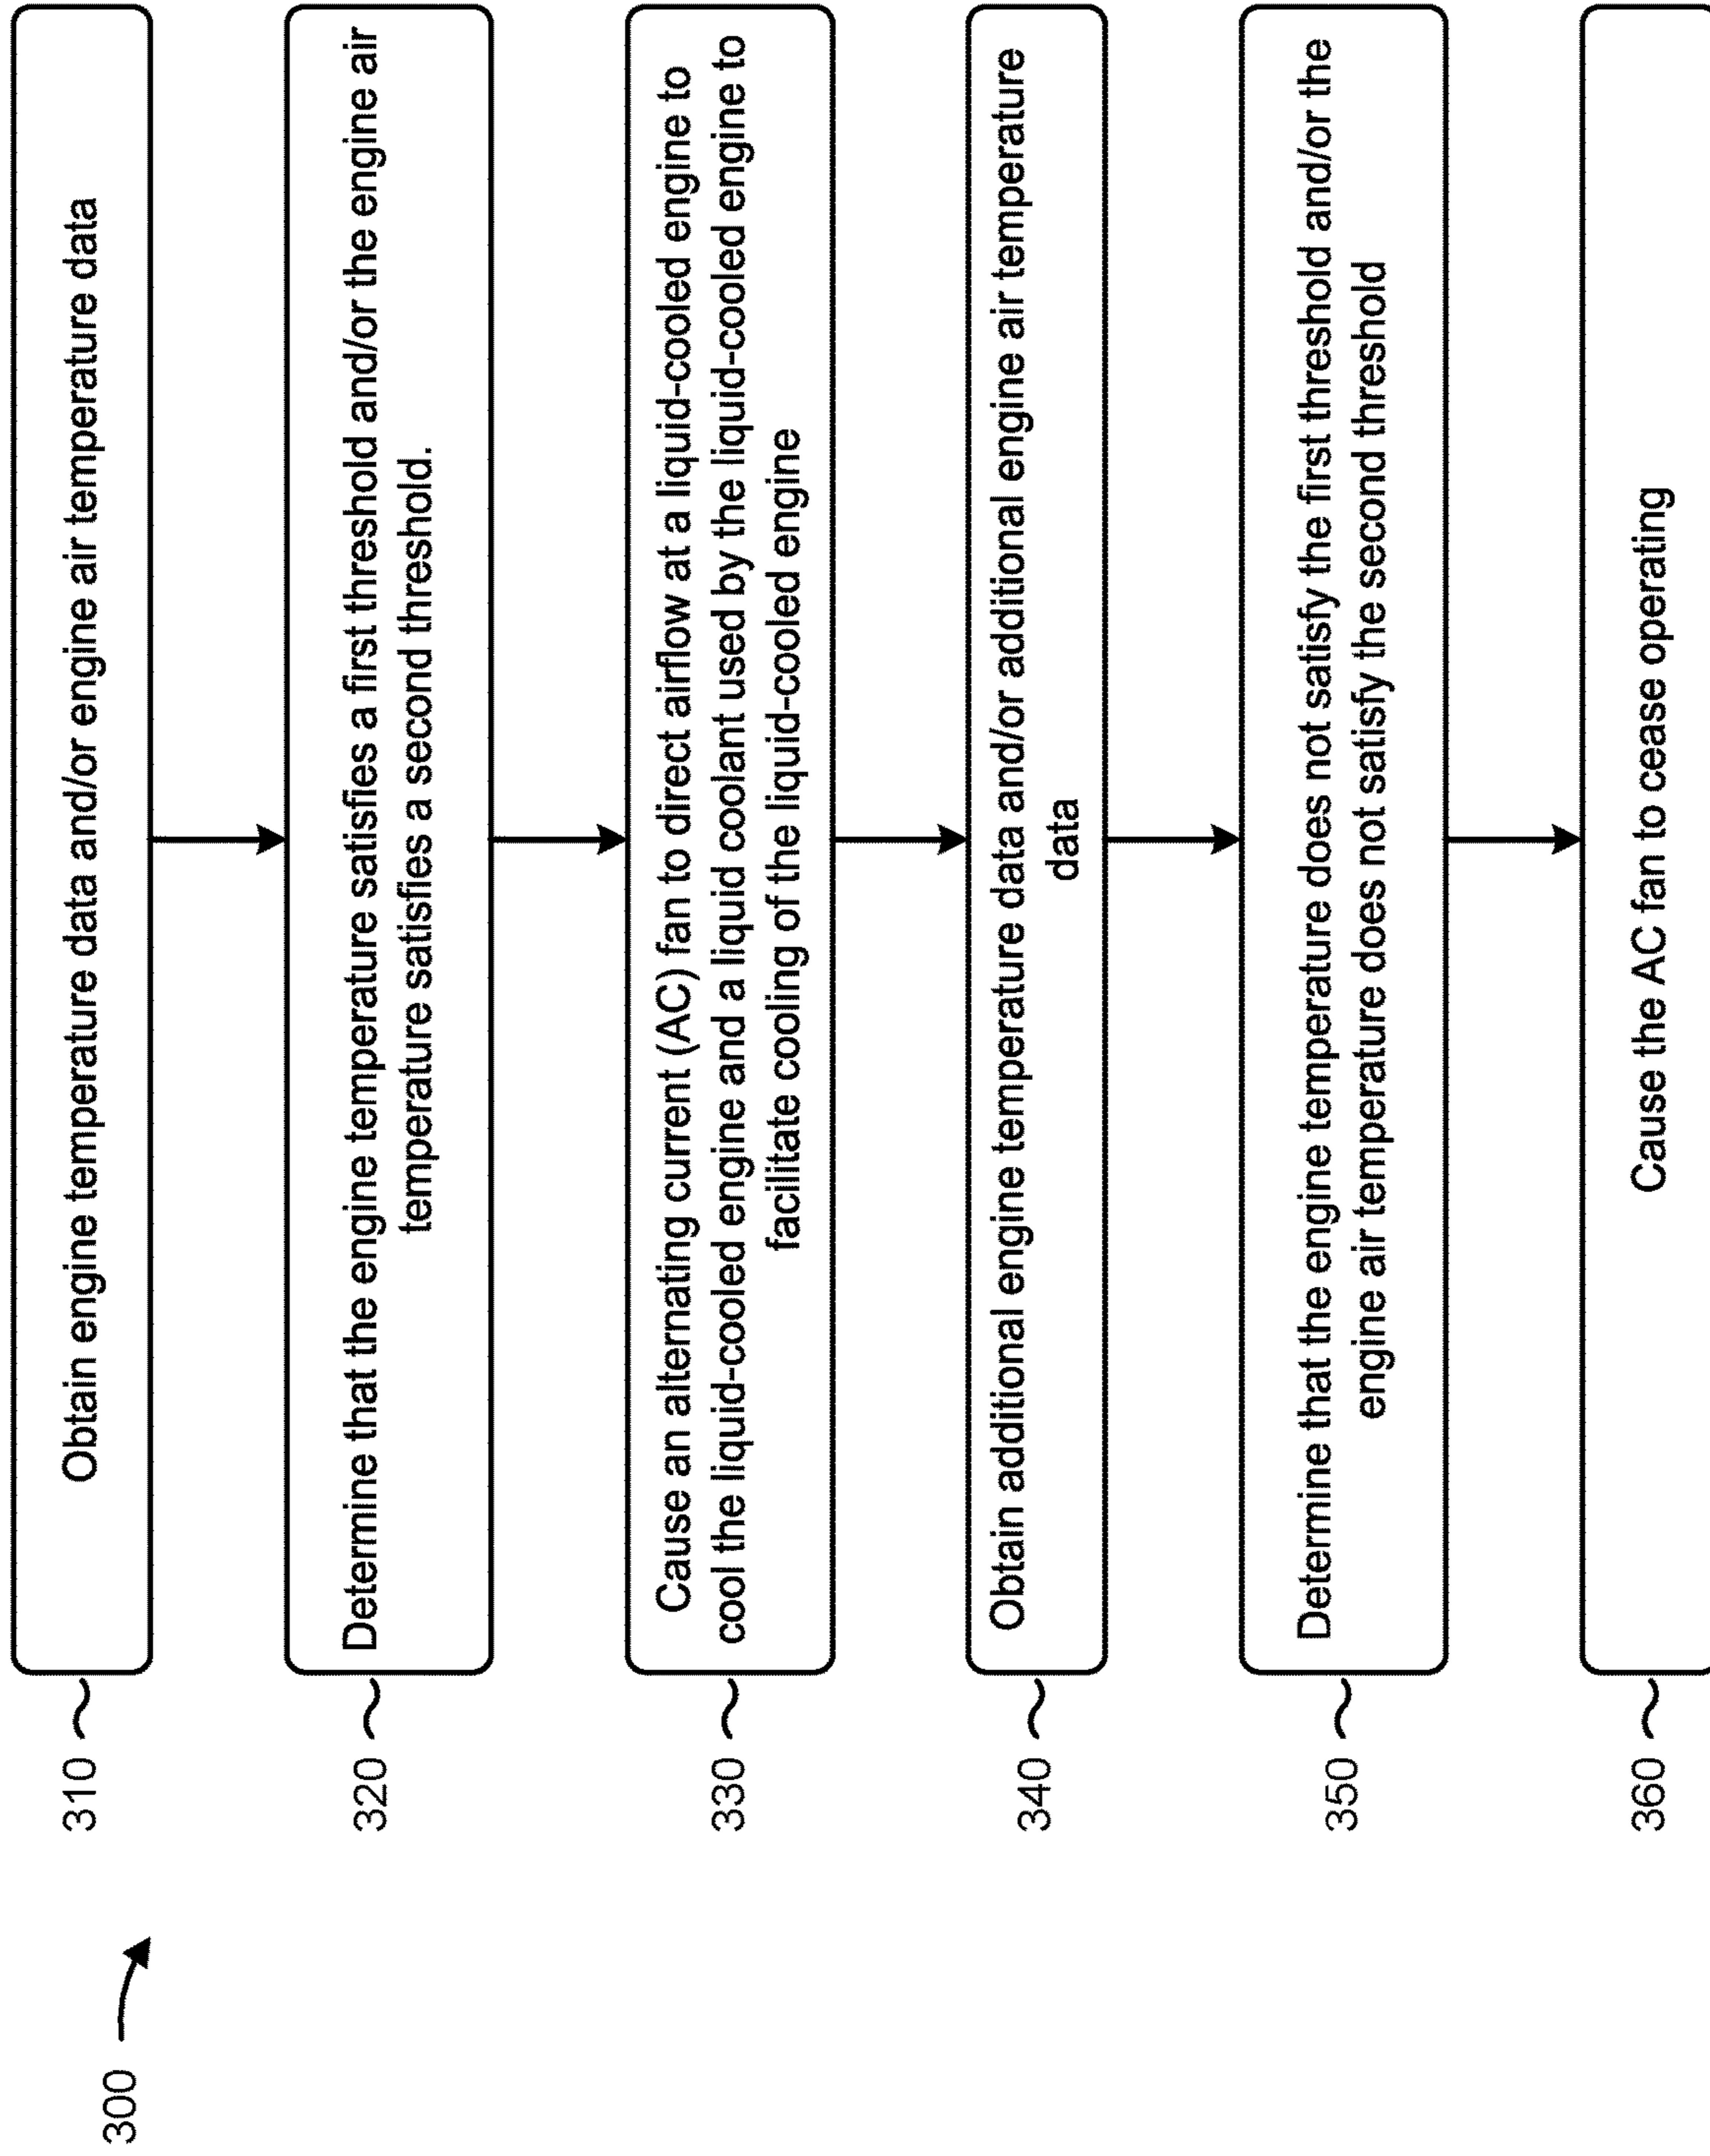 300
310
Obtain engine temperature data and/or engine air temperature data
320
Determine that the engine temperature satisfies a first threshold and/or the engine air
temperature satisfies a second threshold.
330
Cause an alternating current (AC) fan to direct airflow at a liquid-cooled engine to
cool the liquid-cooled engine and a liquid coolant used by the liquid-cooled engine to
facilitate cooling of the liquid-cooled engine
340
Obtain additional engine temperature data and/or additional engine air temperature
data
350
Determine that the engine temperature does not satisfy the first threshold and/or the
engine air temperature does not satisfy the second threshold
360
Cause the AC fan to cease operating